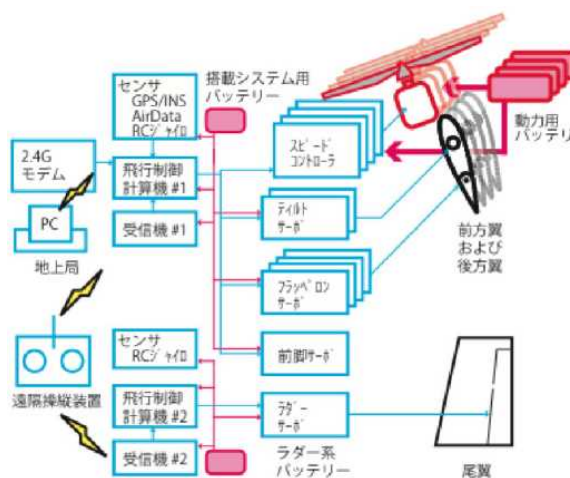 センサ
GPS/INS
AirData
RCジャイロ
搭載システム用
バッテリー
2.4G
モデム
飛行制御
計算機 #1
スピード
コントローラ
動力用
バッテリ
PC
受信機 #1
ティルト
サーボ
前方翼
および
後方翼
地上局
フラッペロン
サーボ
センサ
RCジャイロ
前脚サーボ
遠隔操縦装置
飛行制御
計算機 #2
ラダー
サーボ
受信機 #2
ラダー系
バッテリー
尾翼